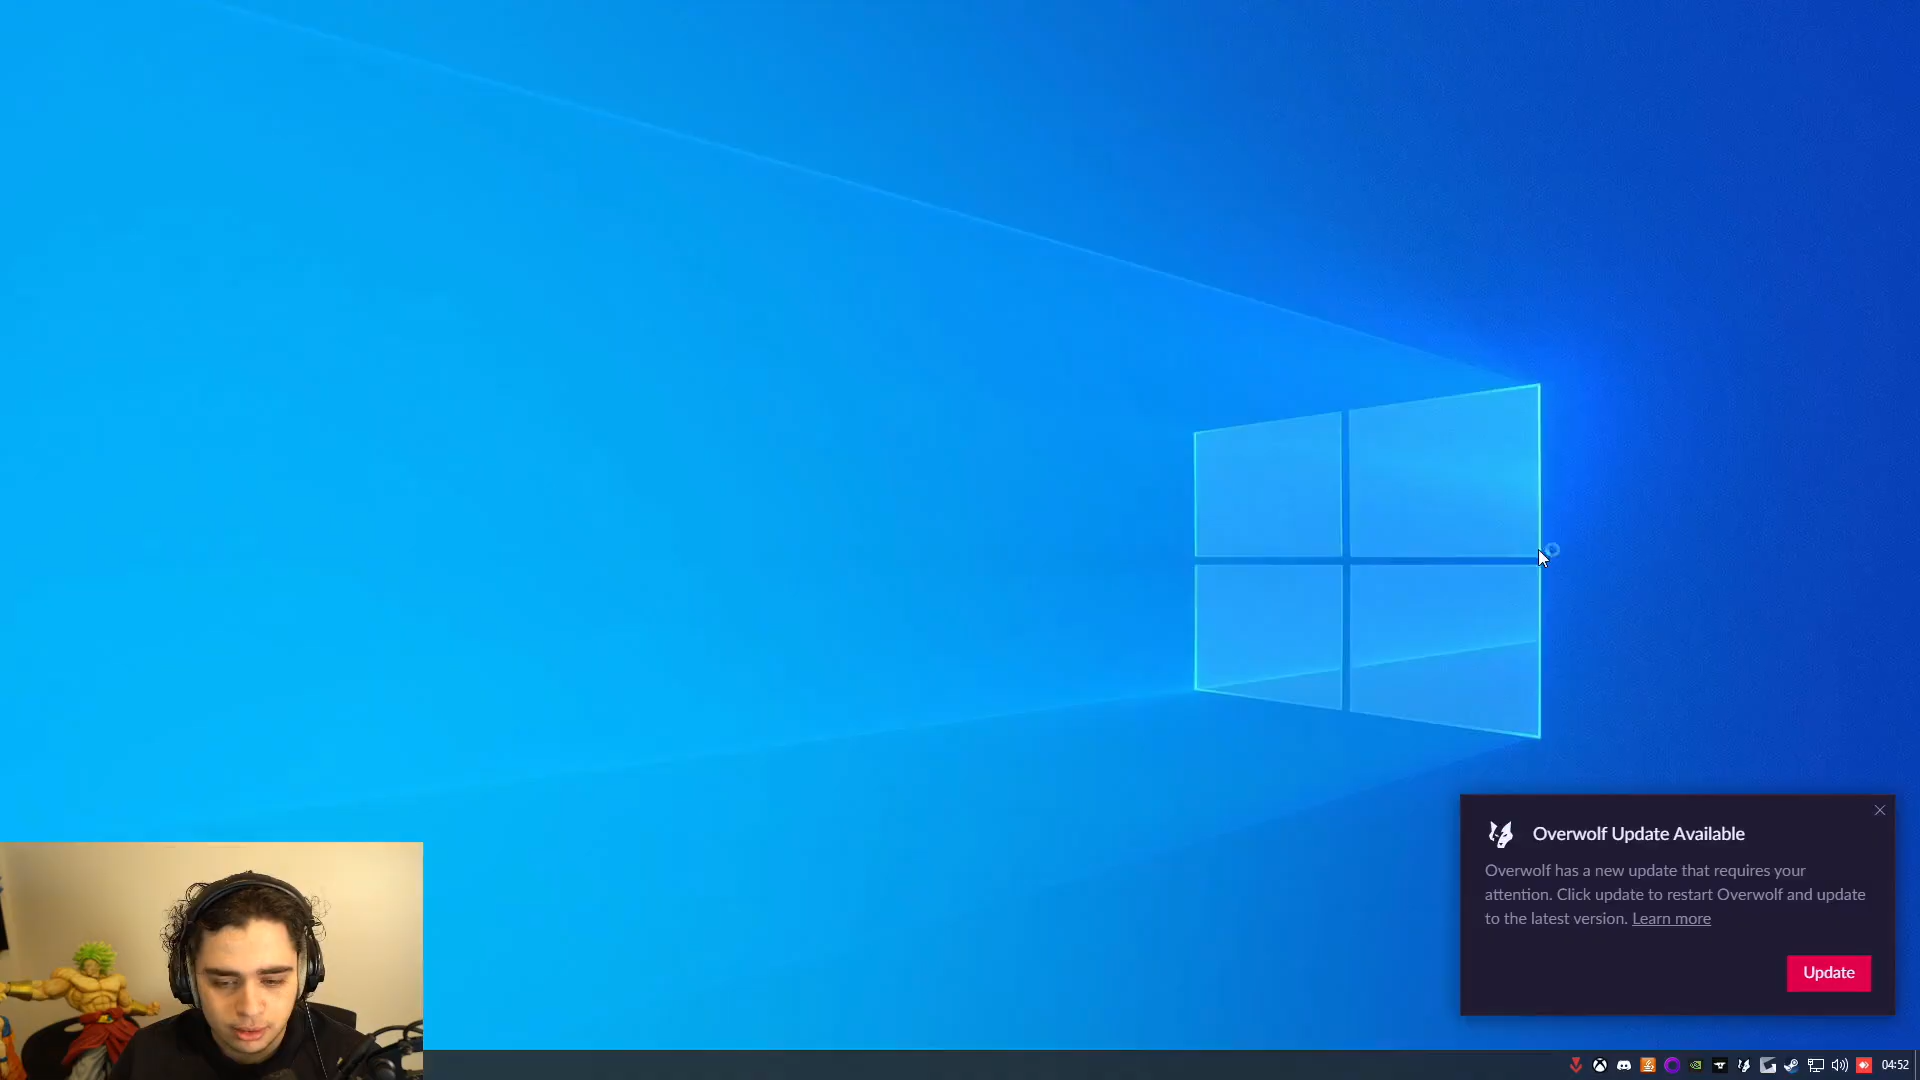 Overwolf Update Available
Overwolf has a new update that requires your
attention. Click update to restart Overwolf and update
to the latest version. Learn more
Update
04:52